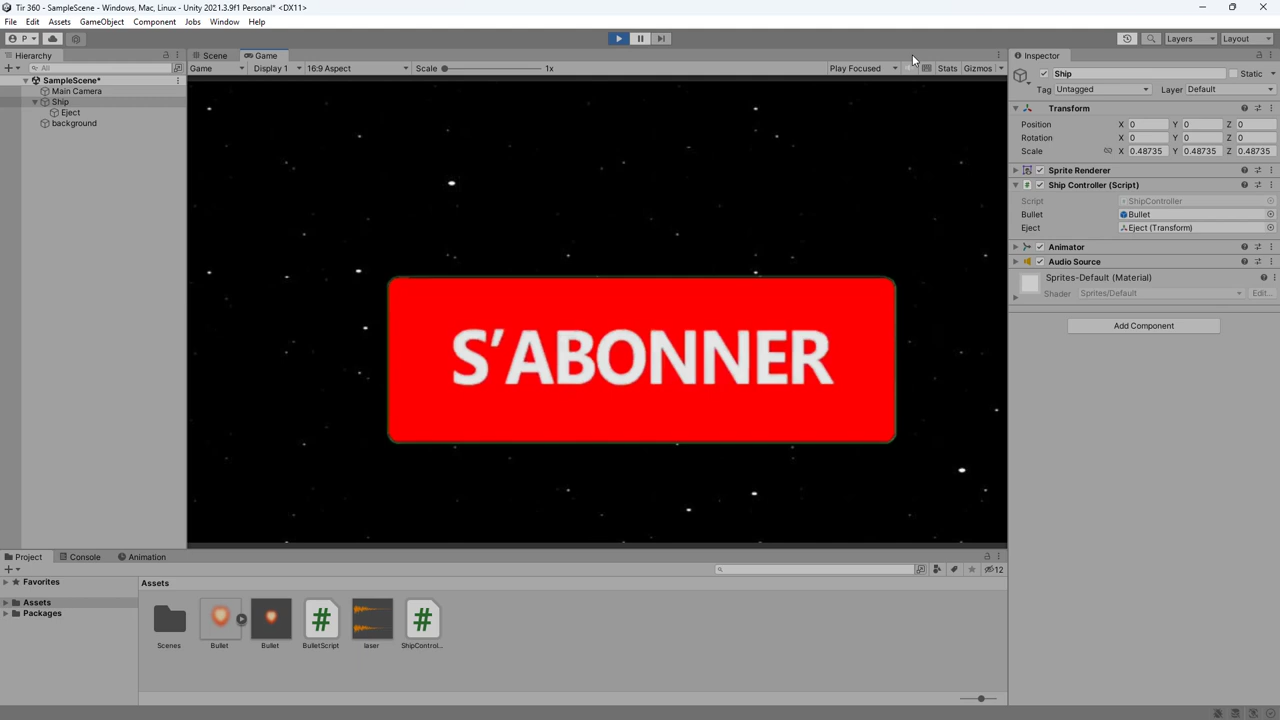 Tir 360 - SampleScene - Windows, Mac, Linux - Unity 2021.3.9f1 Personal* <DX11>
File Edit Assets GameObject Component Jobs Window Help
P Layers Layout
Hierarchy Scene Game Inspector
All Game Display 1 16:9 Aspect Scale 1x Play Focused Stats Gizmos
Ship Static
Tag Untagged Layer Default
SampleScene*
Main Camera
Ship
Eject
background
Transform
Position X 0 Y 0 Z 0
Rotation X 0 Y 0 Z 0
Scale X 0.48735 Y 0.48735 Z 0.48735
Sprite Renderer
Ship Controller (Script)
Script ShipController
Bullet Bullet
Eject Eject (Transform)
Animator
Audio Source
Sprites-Default (Material)
Shader Sprites/Default Edit...
Add Component
S'ABONNER
Project Console Animation
12
Favorites
Assets
Packages
Assets
Scenes Bullet Bullet BulletScript laser ShipControl...